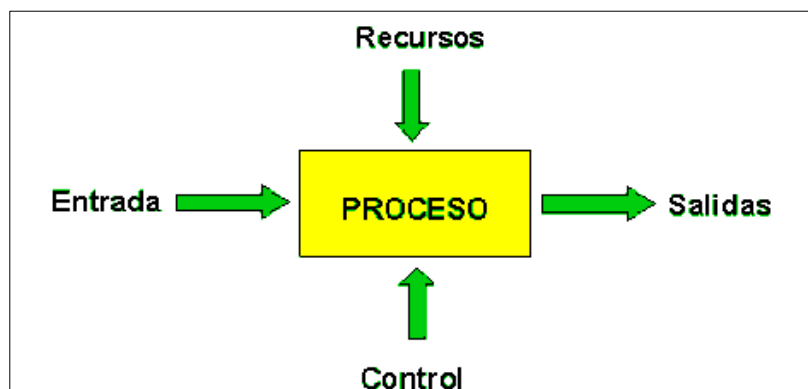 Recursos
Entrada
PROCESO
Salidas
Control